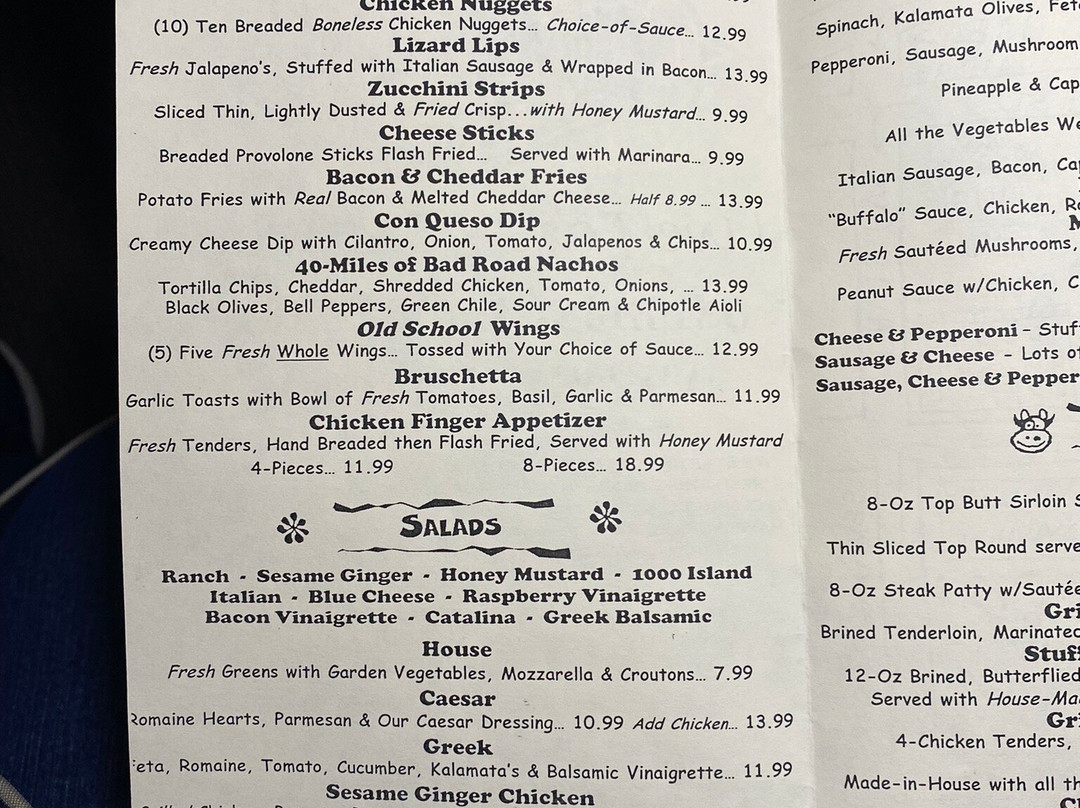 Chicken Nuggets
(10) Ten Breaded Boneless Chicken Nuggets... Choice-of-Sauce... 12.99
Lizard Lips
Fresh Jalapeno's, Stuffed with Italian Sausage & Wrapped in Bacon... 13.99
Zucchini Strips
Sliced Thin, Lightly Dusted & Fried Crisp...with Honey Mustard... 9.99
Cheese Sticks
Breaded Provolone Sticks Flash Fried... Served with Marinara... 9.99
Bacon & Cheddar Fries
Potato Fries with Real Bacon & Melted Cheddar Cheese... Half 8.99 ... 13.99
Con Queso Dip
Creamy Cheese Dip with Cilantro, Onion, Tomato, Jalapenos & Chips... 10.99
40-Miles of Bad Road Nachos
Tortilla Chips, Cheddar, Shredded Chicken, Tomato, Onions, ... 13.99
Black Olives, Bell Peppers, Green Chile, Sour Cream & Chipotle Aioli
Old School Wings
(5) Five Fresh Whole Wings... Tossed with Your Choice of Sauce... 12.99
Bruschetta
Garlic Toasts with Bowl of Fresh Tomatoes, Basil, Garlic & Parmesan... 11.99
Chicken Finger Appetizer
Fresh Tenders, Hand Breaded then Flash Fried, Served with Honey Mustard
4-Pieces... 11.99 8-Pieces... 18.99
SALADS
Ranch - Sesame Ginger - Honey Mustard - 1000 Island
Italian - Blue Cheese - Raspberry Vinaigrette
Bacon Vinaigrette - Catalina - Greek Balsamic
House
Fresh Greens with Garden Vegetables, Mozzarella & Croutons... 7.99
Caesar
Romaine Hearts, Parmesan & Our Caesar Dressing... 10.99 Add Chicken... 13.99
Greek
Feta, Romaine, Tomato, Cucumber, Kalamata's & Balsamic Vinaigrette... 11.99
Sesame Ginger Chicken
Spinach, Kalamata Olives,
Pepperoni, Sausage, Mushroom
Pineapple &
All the Vegetables
Italian Sausage, Bacon,
"Buffalo" Sauce, Chicken,
Fresh Sautéed Mushrooms,
Peanut Sauce w/Chicken,
Cheese & Pepperoni -
Sausage & Cheese - Lots
Sausage, Cheese &
8-Oz Top Butt Sirloin
Thin Sliced Top Round
8-Oz Steak Patty
Brined Tenderloin,
12-Oz Brined, Butterflied
Served with
4-Chicken Tenders,
Made-in-House with all